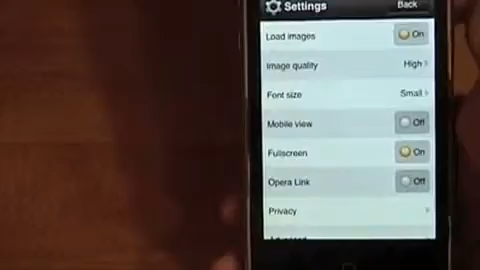 Settings Back
Load images On
Image quality High
Font size Small
Mobile view Off
Fullscreen On
Opera Link Off
Privacy